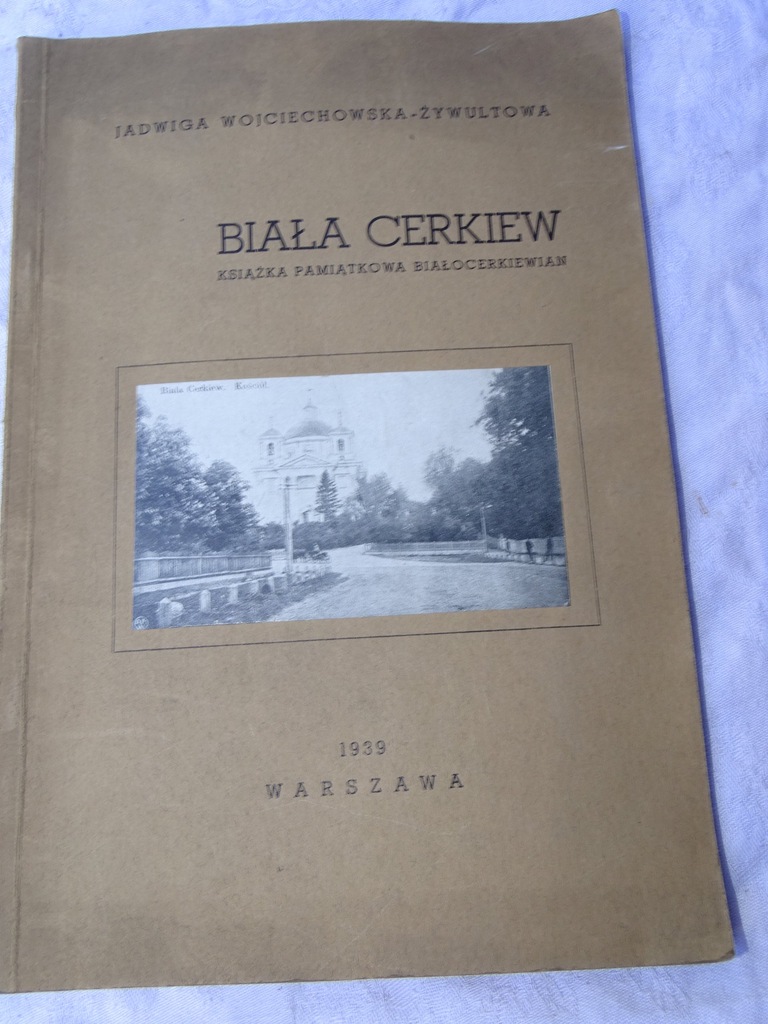 JADWIGA WOJCIECHOWSKA-ŻYWULTOWA
BIAŁA CERKIEW
KSIĄŻKA PAMIĄTKOWA BIAŁOCERKIEWIAN
Biała Cerkiew. Kościół.
1939
WARSZAWA